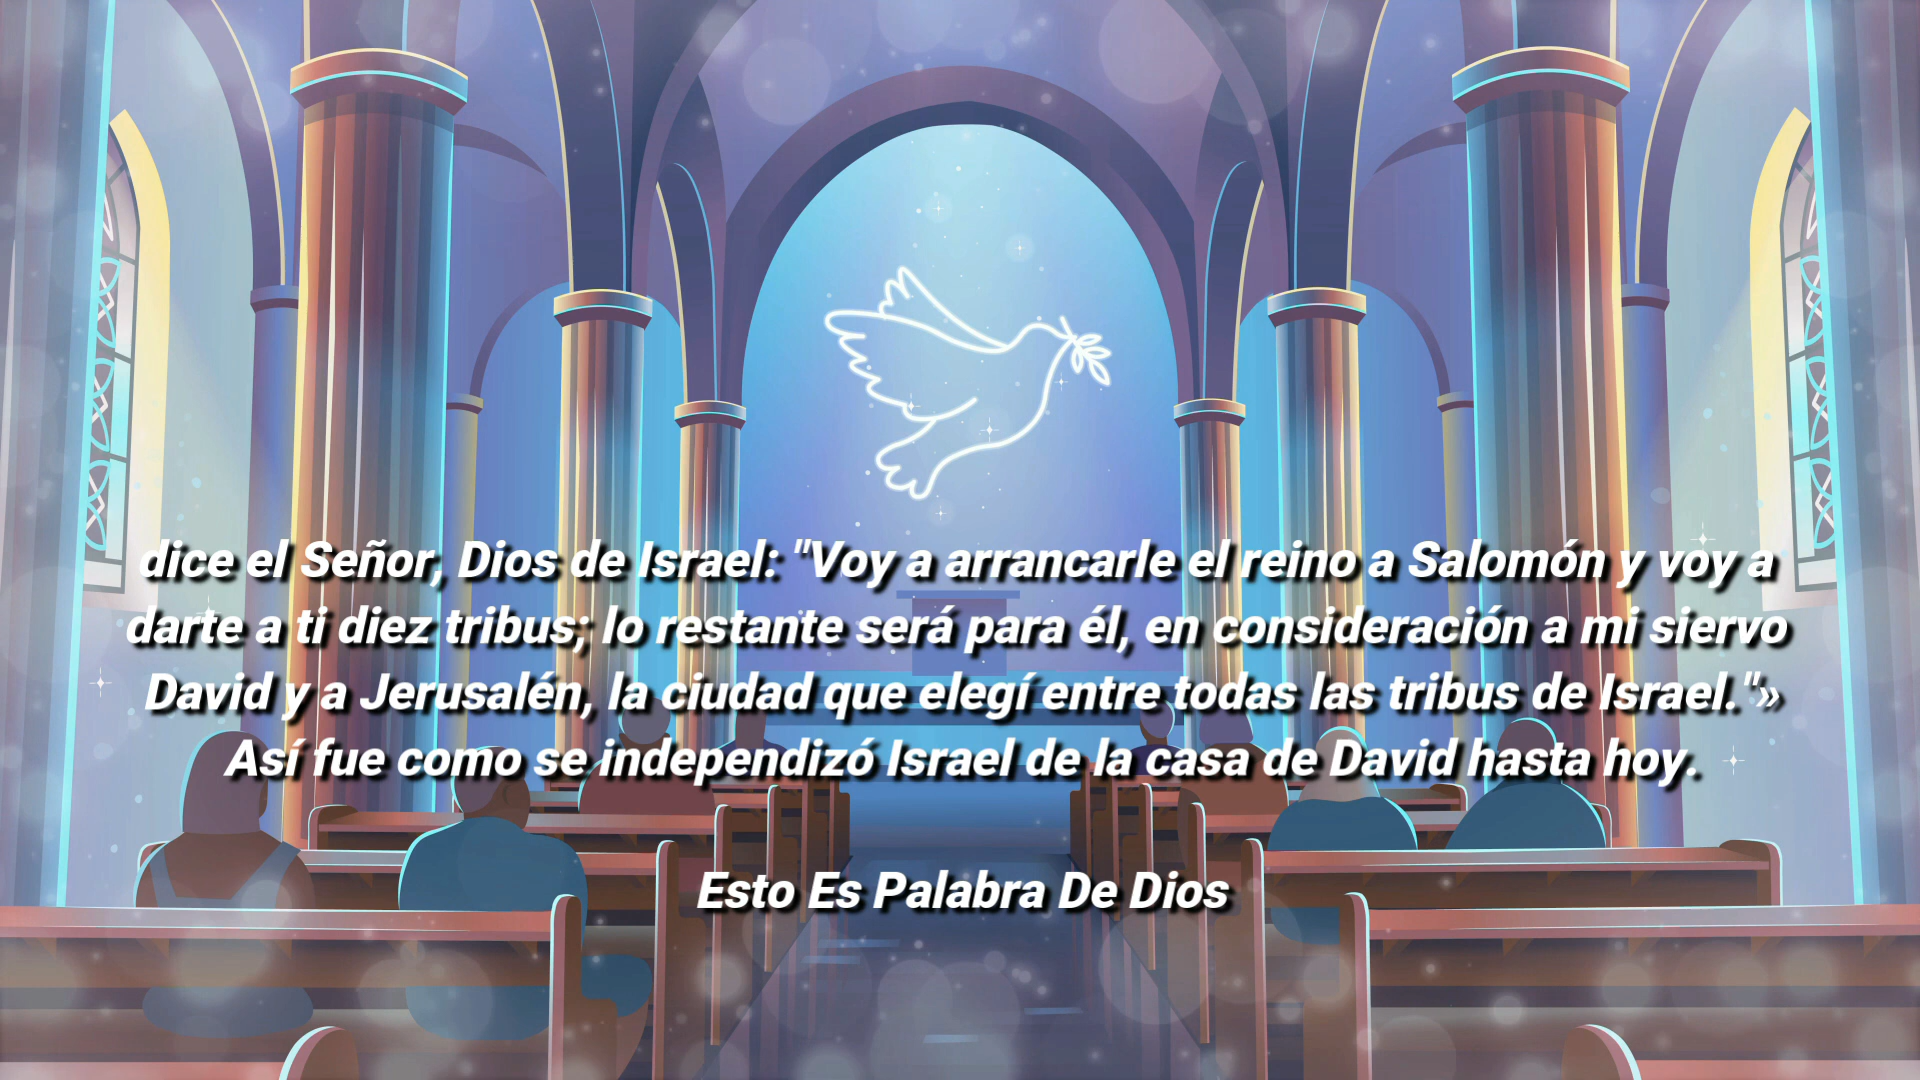 dice el Señor, Dios de Israel: "Voy a arrancarle el reino a Salomón y voy a
darte a ti diez tribus; lo restante será para él, en consideración a mi siervo
David y a Jerusalén, la ciudad que elegí entre todas las tribus de Israel."»
Así fue como se independizó Israel de la casa de David hasta hoy.
Esto Es Palabra De Dios